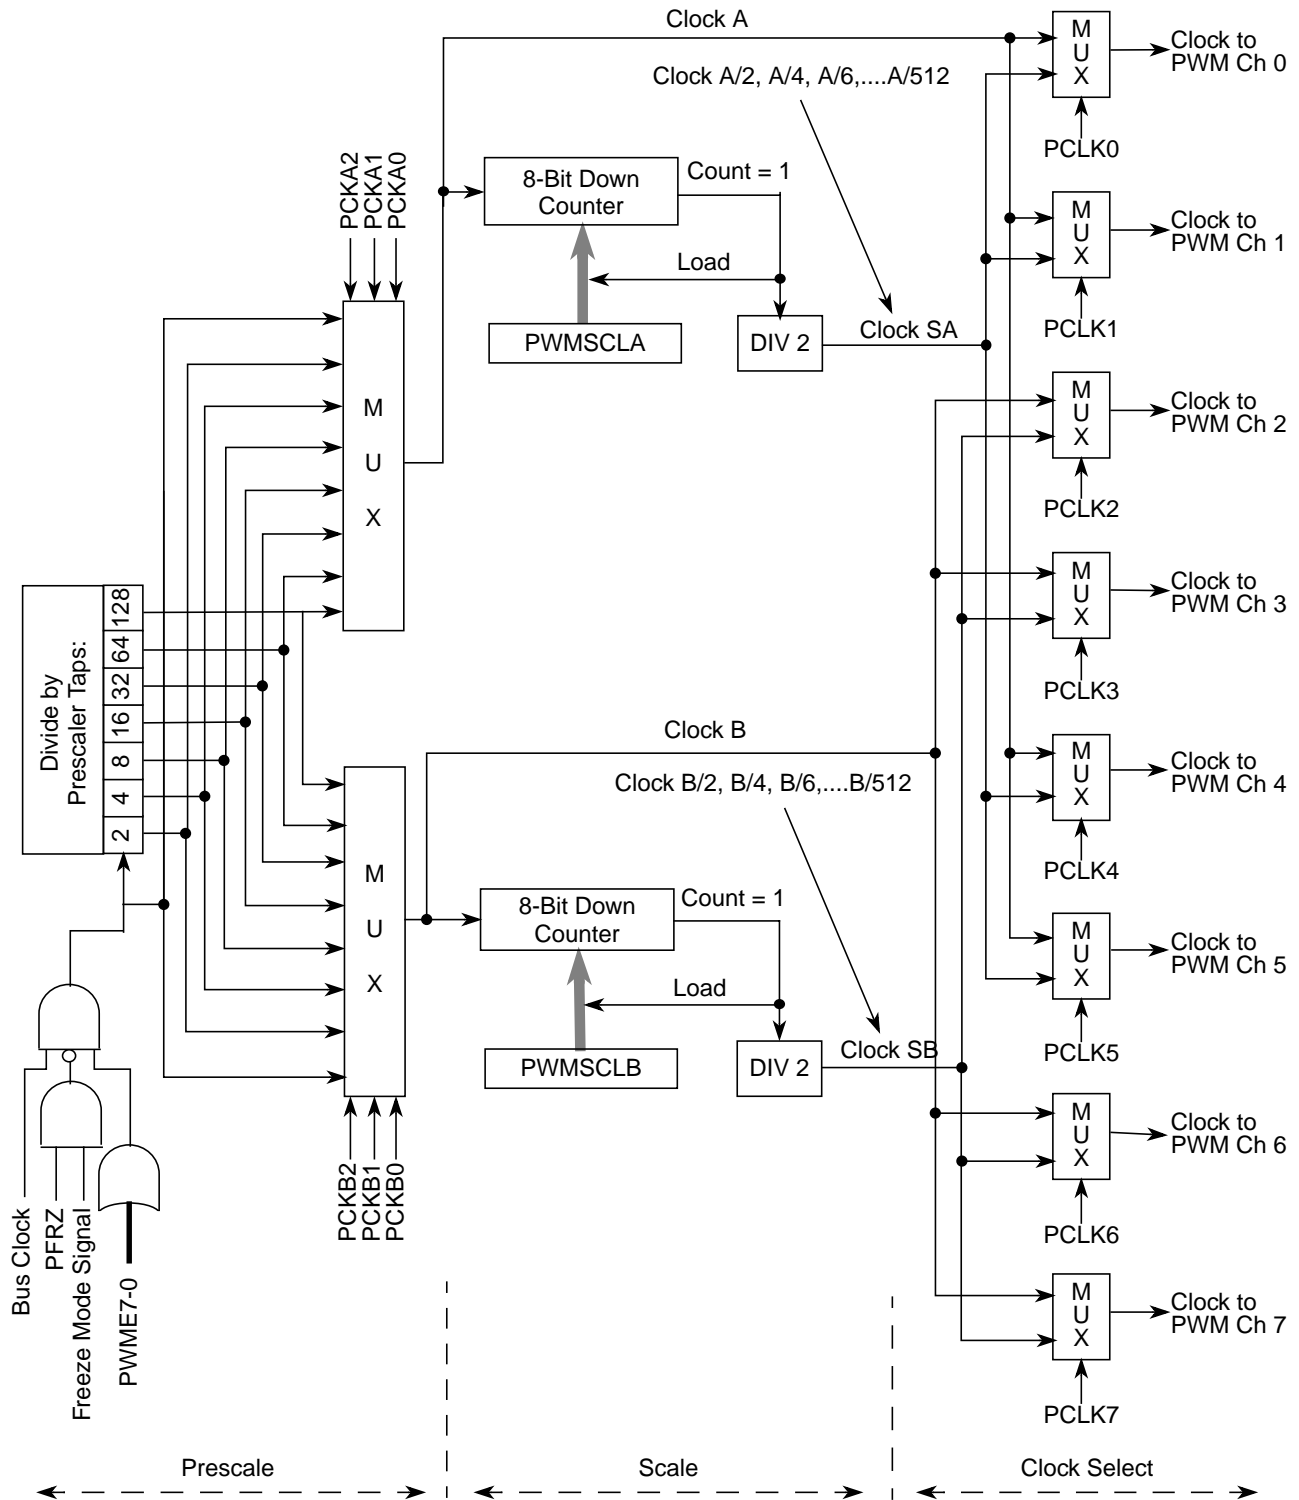 Clock A
Clock A/2, A/4, A/6,....A/512
M
U
X
Clock to
PWM Ch 0
PCLK0
PCKA2
PCKA1
PCKA0
8-Bit Down
Counter
Count = 1
Load
PWMSCLA
DIV 2
Clock SA
M
U
X
Clock to
PWM Ch 1
PCLK1
M
U
X
M
U
X
Clock to
PWM Ch 2
PCLK2
M
U
X
Clock to
PWM Ch 3
PCLK3
Divide by
Prescaler Taps:
128
64
32
16
8
4
2
Clock B
Clock B/2, B/4, B/6,....B/512
M
U
X
Clock to
PWM Ch 4
PCLK4
M
U
X
8-Bit Down
Counter
Count = 1
Load
PWMSCLB
DIV 2
Clock SB
M
U
X
Clock to
PWM Ch 5
PCLK5
PCKB2
PCKB1
PCKB0
M
U
X
Clock to
PWM Ch 6
PCLK6
Bus Clock
PFRZ
Freeze Mode Signal
PWME7-0
M
U
X
Clock to
PWM Ch 7
PCLK7
Prescale
Scale
Clock Select